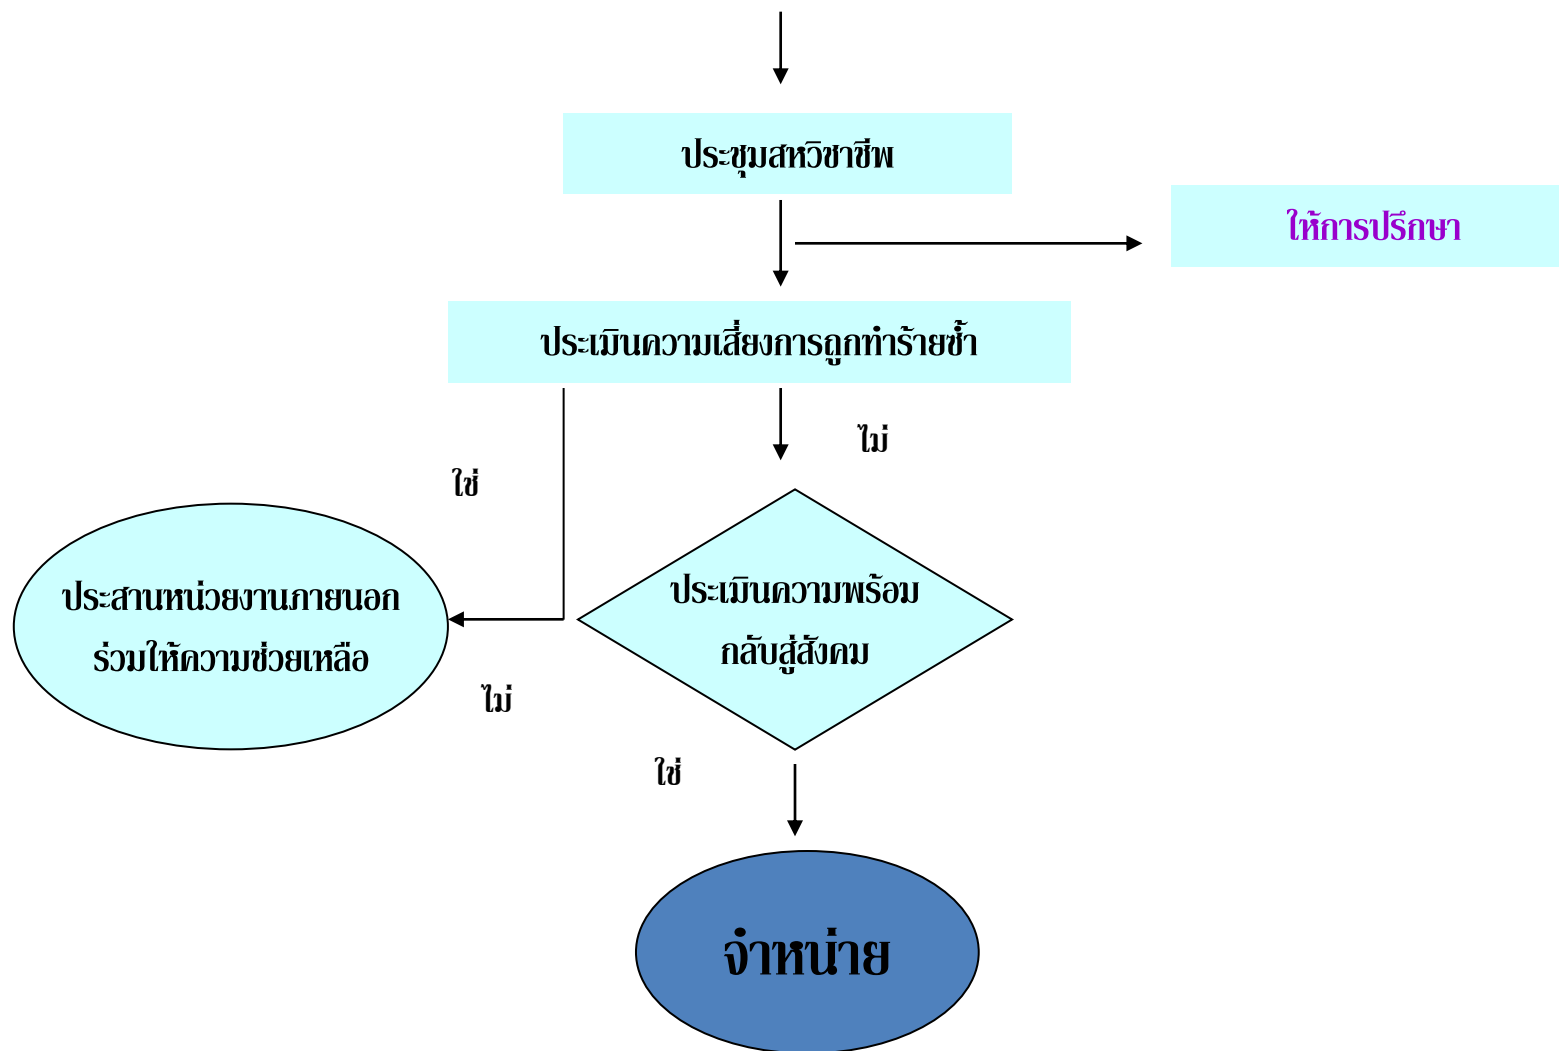 ประชุมสหวิชาชีพ
ให้การปรึกษา
ประเมินความเสี่ยงการถูกทำร้ายซ้ำ
ไม่
ใช่
ประสานหน่วยงานภายนอก
ร่วมให้ความช่วยเหลือ
ประเมินความพร้อม
กลับสู่สังคม
ไม่
ใช่
จำหน่าย